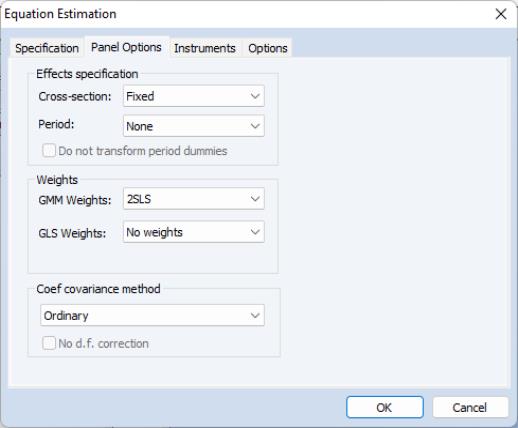 Equation Estimation
Specification Panel Options Instruments Options
Effects specification
Cross-section: Fixed
Period: None
Do not transform period dummies
Weights
GMM Weights: 2SLS
GLS Weights: No weights
Coef covariance method
Ordinary
No d.f. correction
OK Cancel